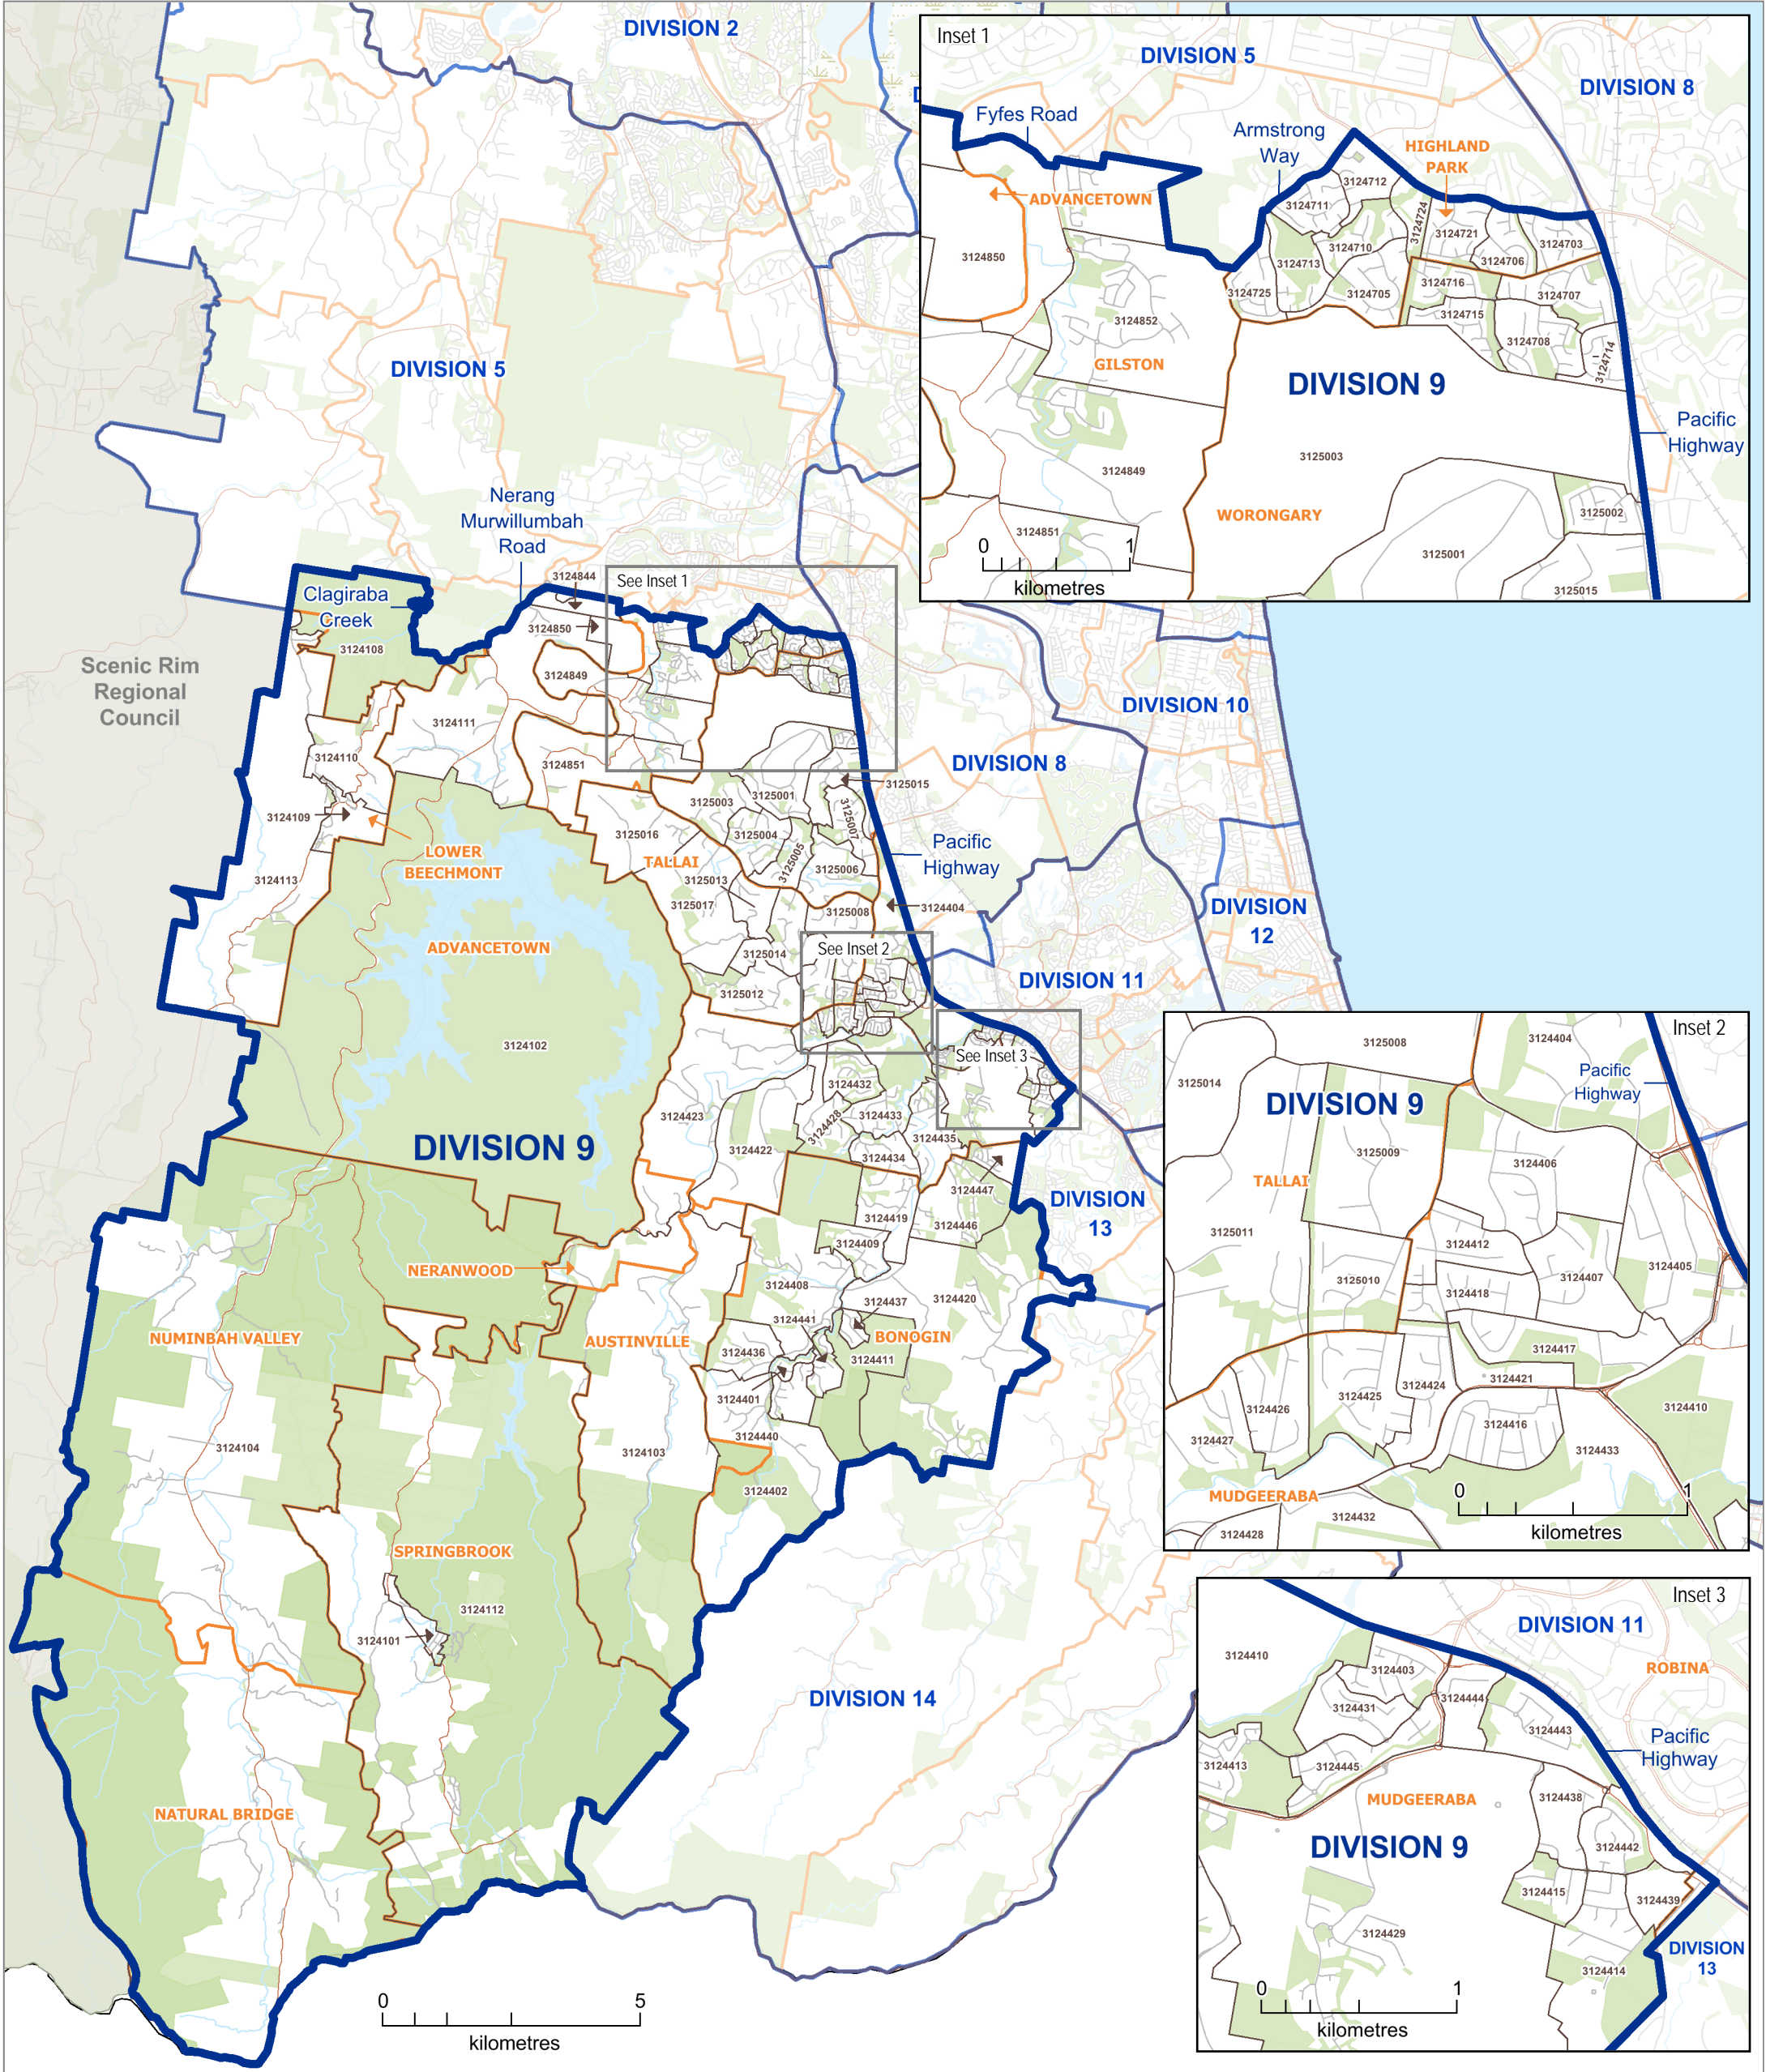 DIVISION 2
D
DIVISION 5
Nerang
Murwillumbah
Road
Clagiraba
Creek
See Inset 1
3124844
3124850
3124108
3124849
3124111
3124110
3124851
3124109
LOWER
BEECHMONT
3124113
Scenic Rim
Regional
Council
3125003
3125001
3125015
3125016
3125004
3125007
TALLAI
3125005
3125006
3125013
3125017
3125008
3124404
Pacific
Highway
DIVISION 8
DIVISION 10
DIVISION
12
DIVISION 11
ADVANCETOWN
See Inset 2
3125014
3125012
3124102
See Inset 3
3124432
3124423
3124428
3124433
3124435
3124422
3124434
DIVISION 9
3124447
DIVISION
13
3124419
3124446
3124409
NERANWOOD
3124408
3124437
3124420
3124441
NUMINBAH VALLEY
AUSTINVILLE
BONOGIN
3124436
3124411
3124401
3124440
3124104
3124103
3124402
SPRINGBROOK
3124112
3124101
DIVISION 14
NATURAL BRIDGE
0
5
kilometres
Inset 1
DIVISION 5
DIVISION 8
Fyfes Road
Armstrong
Way
HIGHLAND
PARK
ADVANCETOWN
3124712
3124711
3124724
3124721
3124703
3124710
3124850
3124713
3124706
3124725
3124705
3124716
3124707
3124852
3124715
3124708
3124714
GILSTON
DIVISION 9
Pacific
Highway
3125003
3124849
WORONGARY
3125002
3124851
3125001
3125015
0
1
kilometres
Inset 2
3125008
3124404
Pacific
Highway
3125014
DIVISION 9
3125009
3124406
TALLAI
3125011
3124412
3124405
3125010
3124407
3124418
3124417
3124421
3124424
3124425
3124426
3124410
3124416
3124427
3124433
MUDGEERABA
3124432
3124428
0
1
kilometres
Inset 3
DIVISION 11
3124410
ROBINA
3124403
3124444
3124431
3124443
Pacific
Highway
3124413
3124445
MUDGEERABA
3124438
DIVISION 9
3124442
3124415
3124439
3124429
DIVISION
13
3124414
0
1
kilometres